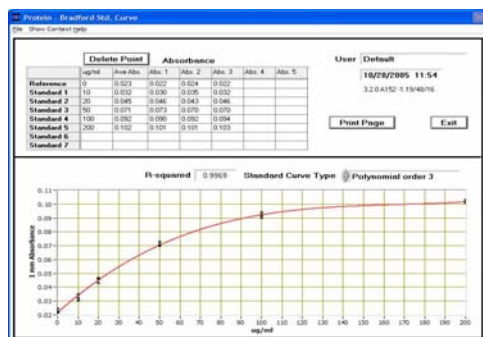 Protein - Bradford Std. Curve
File Show Context Help
Delete Point Absorbance User Default
ug/ml Ave Abs. Abs. 1 Abs. 2 Abs. 3 Abs. 4 Abs. 5
Reference 0 0.023 0.022 0.024 0.022
Standard 1 10 0.032 0.030 0.035 0.032
Standard 2 20 0.045 0.046 0.043 0.046
Standard 3 50 0.071 0.073 0.070 0.070
Standard 4 100 0.092 0.090 0.092 0.094
Standard 5 200 0.102 0.101 0.101 0.103
Standard 6
Standard 7
10/28/2005 11:54
3.2.0 A152 -1.19/48/16
Print Page Exit
R-squared 0.9969 Standard Curve Type Polynomial order 3
0.11
0.10
0.09
0.08
0.07
0.06
0.05
0.04
0.03
0.02
1 mm Absorbance
0 10 20 30 40 50 60 70 80 90 100 110 120 130 140 150 160 170 180 190 200
ug/ml